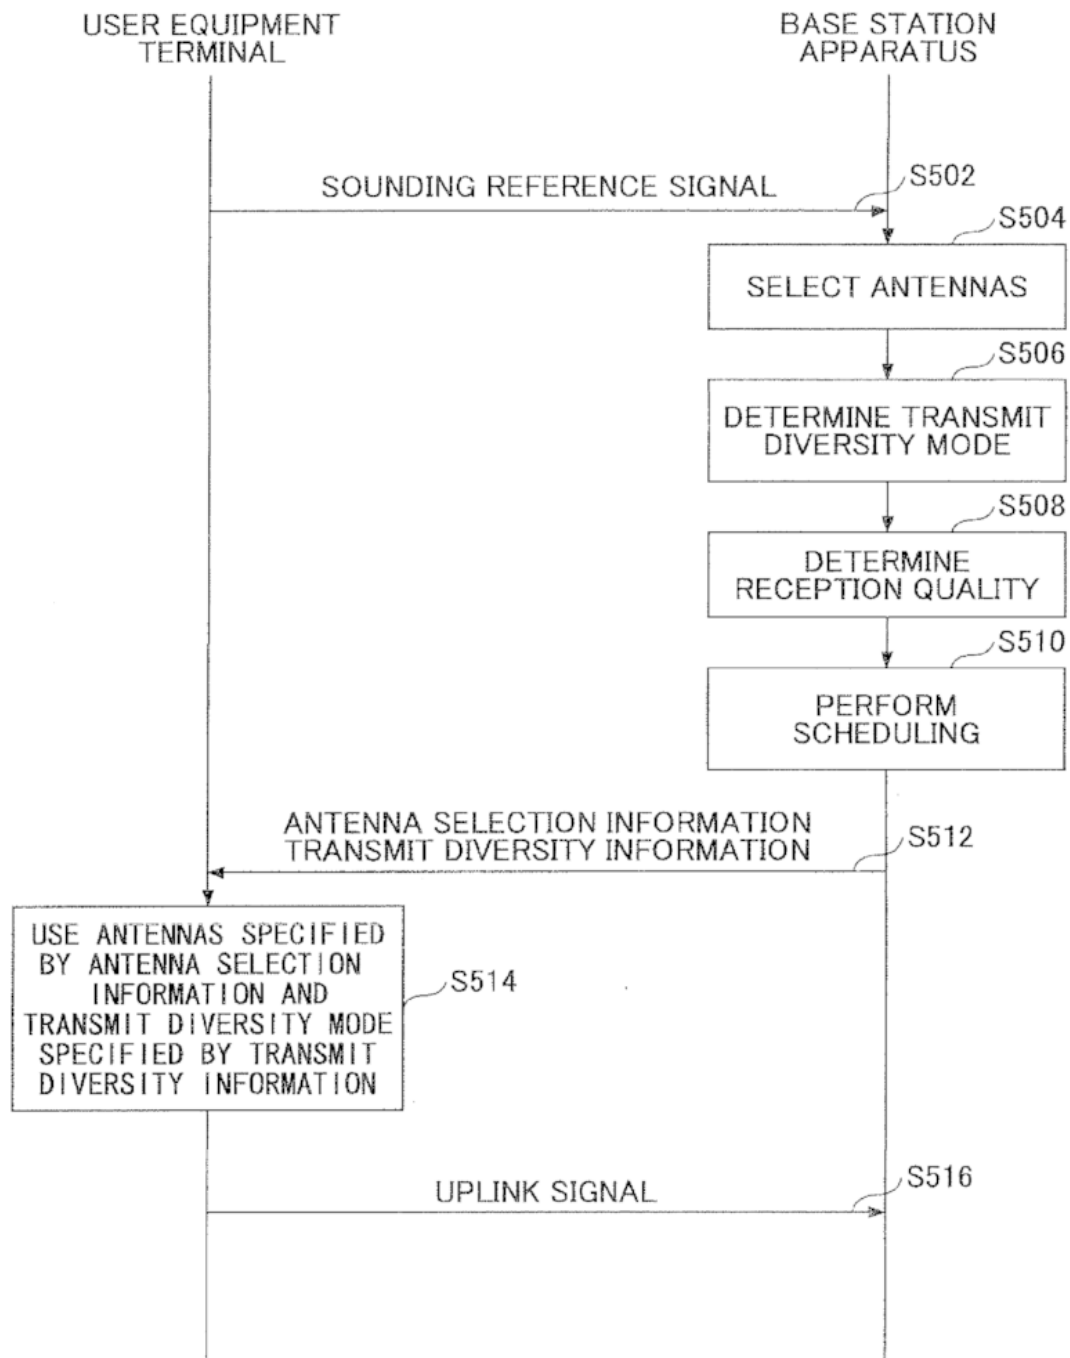 USER EQUIPMENT
TERMINAL
BASE STATION
APPARATUS
SOUNDING REFERENCE SIGNAL
S502
S504
SELECT ANTENNAS
S506
DETERMINE TRANSMIT
DIVERSITY MODE
S508
DETERMINE
RECEPTION QUALITY
S510
PERFORM
SCHEDULING
ANTENNA SELECTION INFORMATION
TRANSMIT DIVERSITY INFORMATION
S512
USE ANTENNAS SPECIFIED
BY ANTENNA SELECTION
INFORMATION AND
TRANSMIT DIVERSITY MODE
SPECIFIED BY TRANSMIT
DIVERSITY INFORMATION
S514
UPLINK SIGNAL
S516